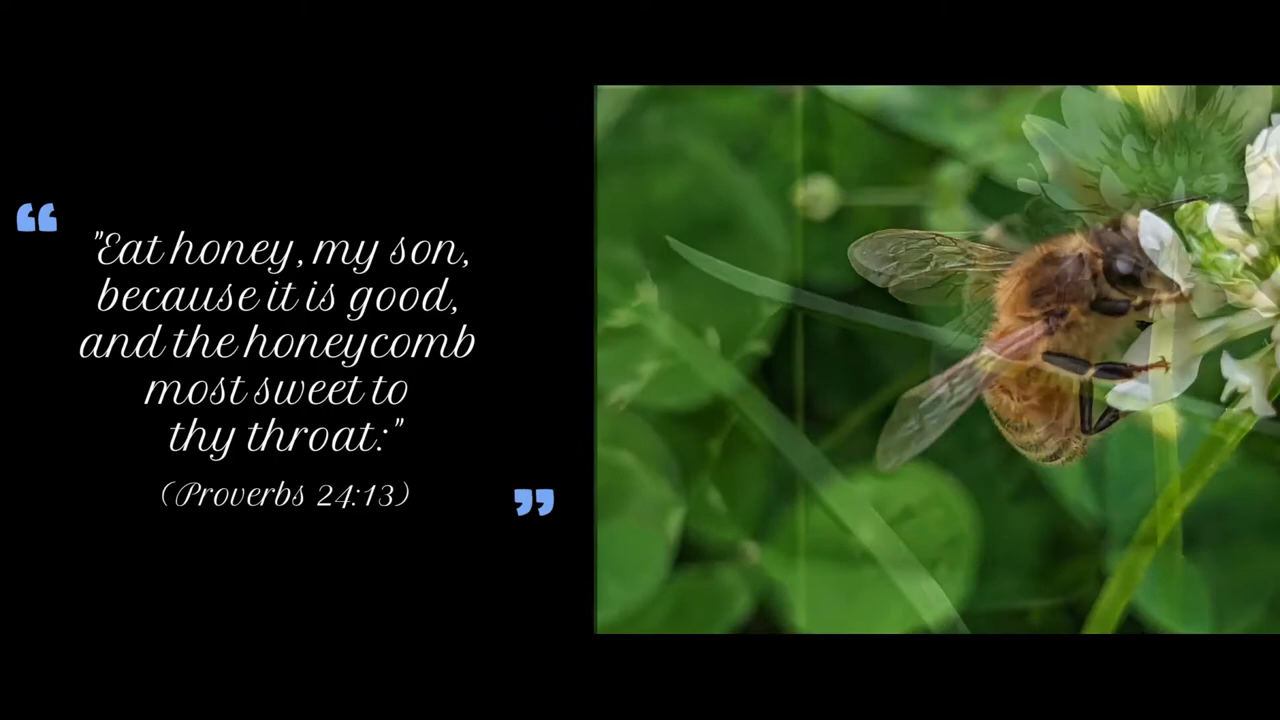 "Eat honey, my son,
because it is good,
and the honeycomb
most sweet to
thy throat:"
(Proverbs 24:13)